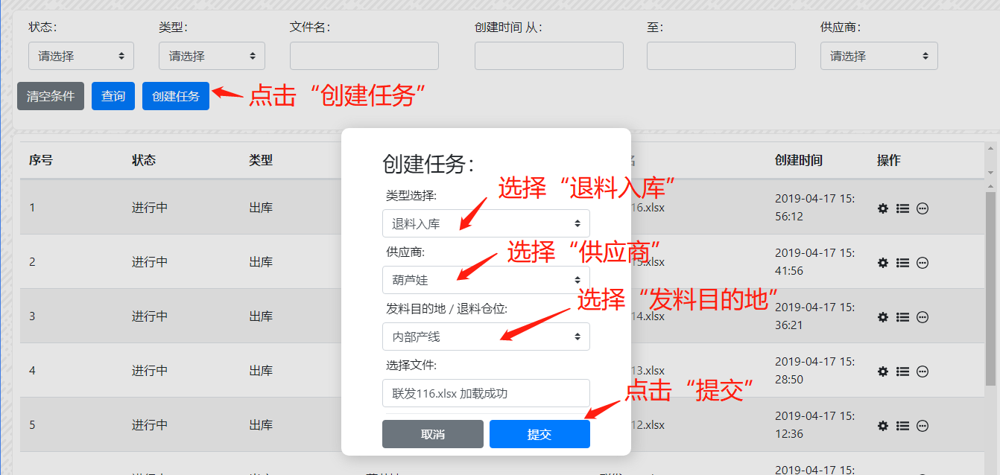 状态： 类型： 文件名： 创建时间 从： 至： 供应商：
请选择 请选择 请选择
清空条件 查询 创建任务 点击“创建任务”
序号 状态 类型 创建时间 操作
创建任务：
选择“退料入库”
类型选择:
退料入库
供应商:
选择“供应商”
葫芦娃
发料目的地 / 退料仓位:
选择“发料目的地”
内部产线
选择文件:
联发116.xlsx 加载成功
点击“提交”
取消 提交
1 进行中 出库 16.xlsx 2019-04-17 15:
56:12
2 进行中 出库 15.xlsx 2019-04-17 15:
41:56
3 进行中 出库 14.xlsx 2019-04-17 15:
36:21
4 进行中 出库 13.xlsx 2019-04-17 15:
28:50
5 进行中 出库 12.xlsx 2019-04-17 15:
12:36
2019-04-17 15: